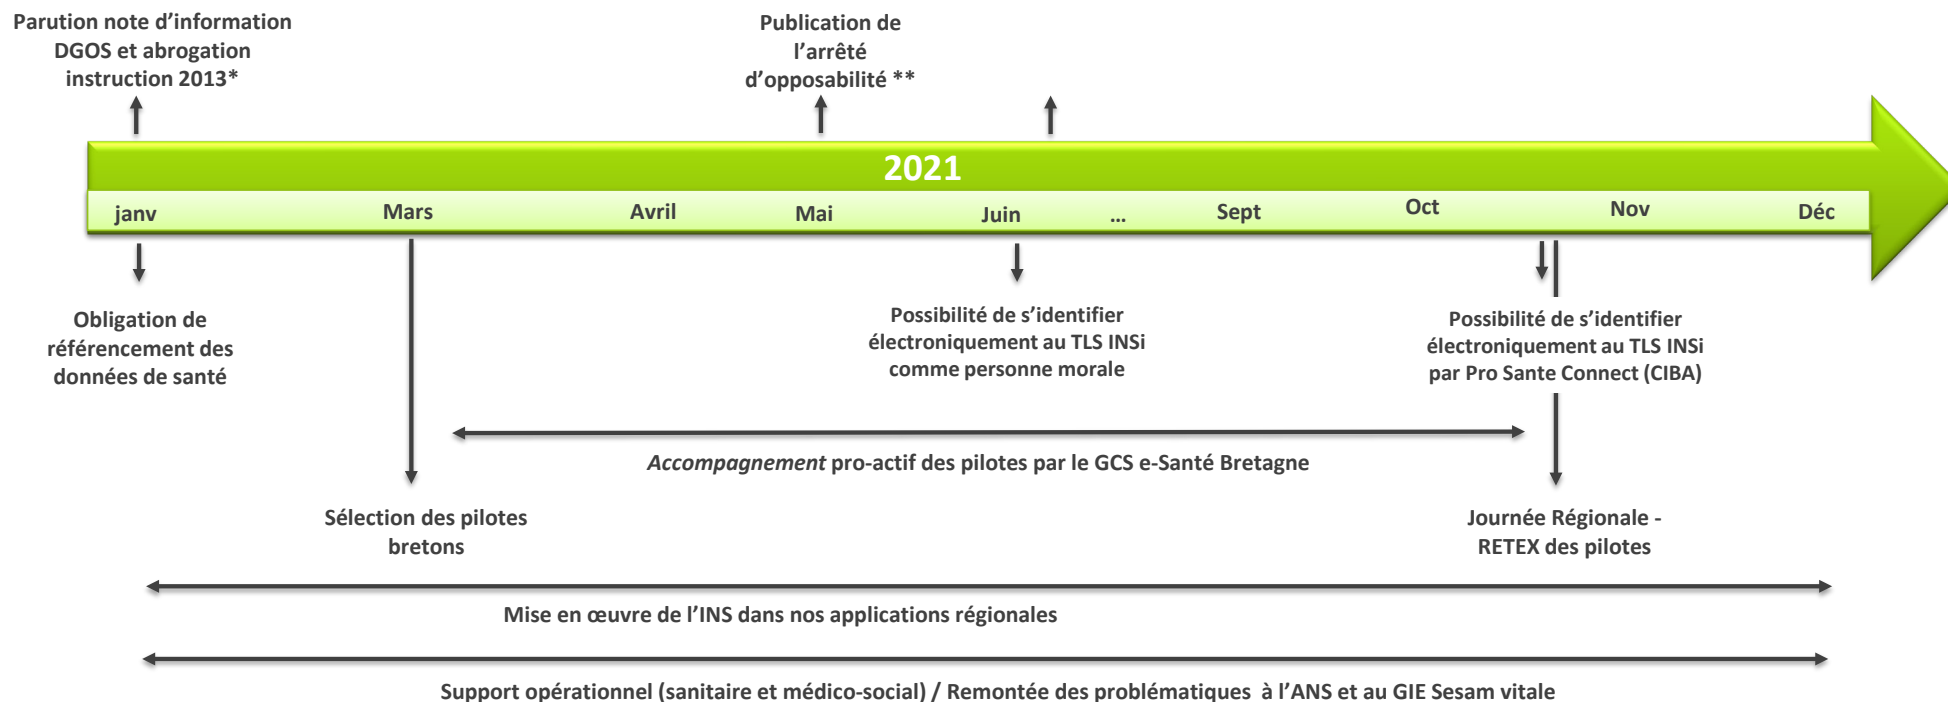 Parution note d’information
DGOS et abrogation
instruction 2013*
Publication de
l’arrêté
d’opposabilité **
2021
janv
Mars
Avril
Mai
Juin
...
Sept
Oct
Nov
Déc
Obligation de
référencement des
données de santé
Possibilité de s’identifier
électroniquement au TLS INSi
comme personne morale
Possibilité de s’identifier
électroniquement au TLS INSi
par Pro Sante Connect (CIBA)
Accompagnement pro-actif des pilotes par le GCS e-Santé Bretagne
Sélection des pilotes
bretons
Journée Régionale -
RETEX des pilotes
Mise en œuvre de l’INS dans nos applications régionales
Support opérationnel (sanitaire et médico-social) / Remontée des problématiques à l’ANS et au GIE Sesam vitale